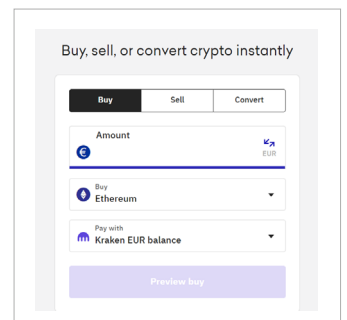 Buy, sell, or convert crypto instantly
Buy Sell Convert
Amount
EUR
Buy
Ethereum
Pay with
Kraken EUR balance
Preview buy